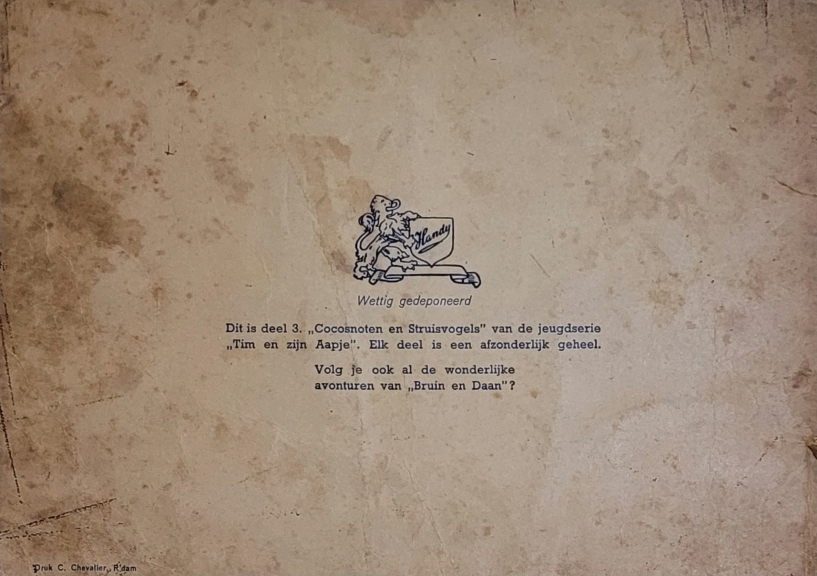 Handy
Wettig gedeponeerd
Dit is deel 3. „Cocosnoten en Struisvogels" van de jeugdserie
„Tim en zijn Aapje". Elk deel is een afzonderlijk geheel.
Volg je ook al de wonderlijke
avonturen van „Bruin en Daan"?
Druk C. Chevalier, R'dam